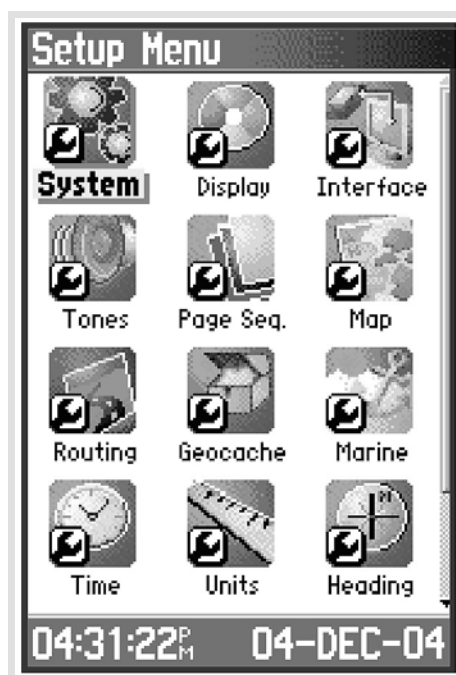 Setup Menu
System Display Interface
Tones Page Seq. Map
Routing Geocache Marine
Time Units Heading
04:31:22PM 04-DEC-04